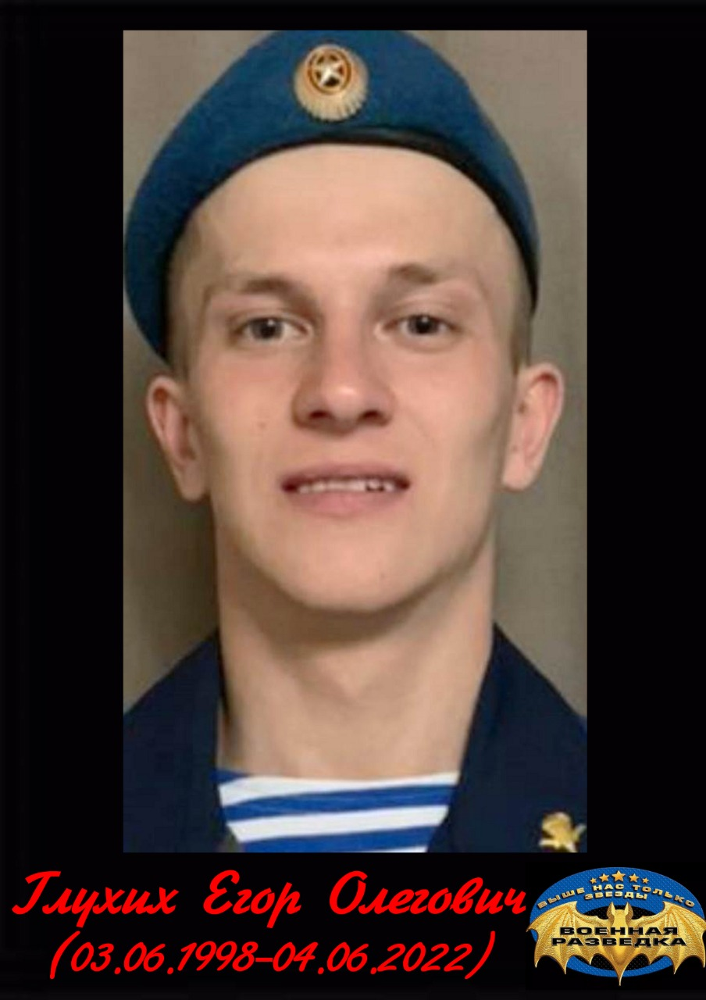 Глухих Егор Олегович
(03.06.1998-04.06.2022)
ВЫШЕ НАС ТОЛЬКО
ЗВЕЗДЫ
ВОЕННАЯ
РАЗВЕДКА